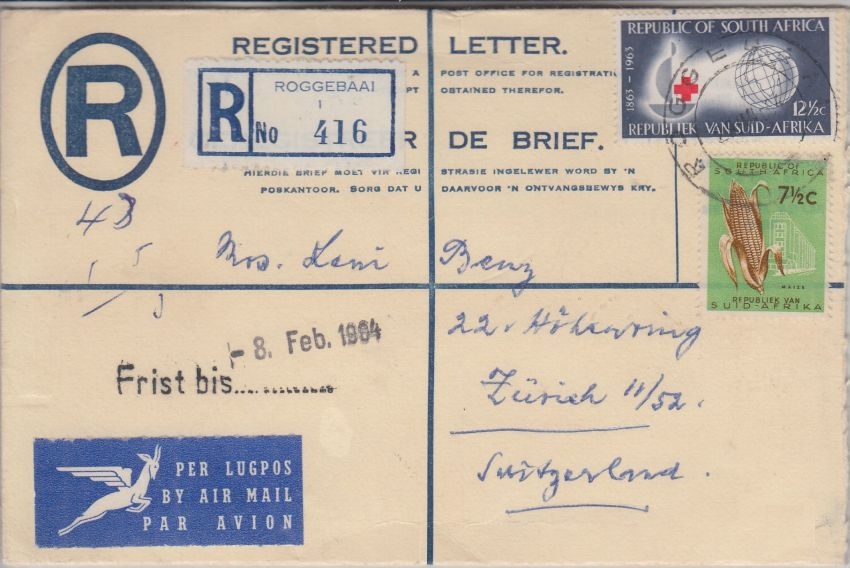 REGISTERED LETTER.
A POST OFFICE FOR REGISTRATI
PT OBTAINED THEREFOR.
R
R No
ROGGEBAAI
1
416
R DE BRIEF.
HIERDIE BRIEF MOET VIR REGI STRASIE INGELEWER WORD BY 'N
POSKANTOOR. SORG DAT U DAARVOOR 'N ONTVANGSBEWYS KRY.
REPUBLIC OF SOUTH AFRICA
1863 - 1963
12½c
REPUBLIEK VAN SUID-AFRIKA
REPUBLIC OF
SOUTH AFRICA
7½c
MAIZE
REPUBLIEK VAN
SUID-AFRIKA
43
Mrs. Leni Benz
22. Höhenring
Zürich 11/52.
Switzerland.
- 8. Feb. 1964
Frist bis
PER LUGPOS
BY AIR MAIL
PAR AVION